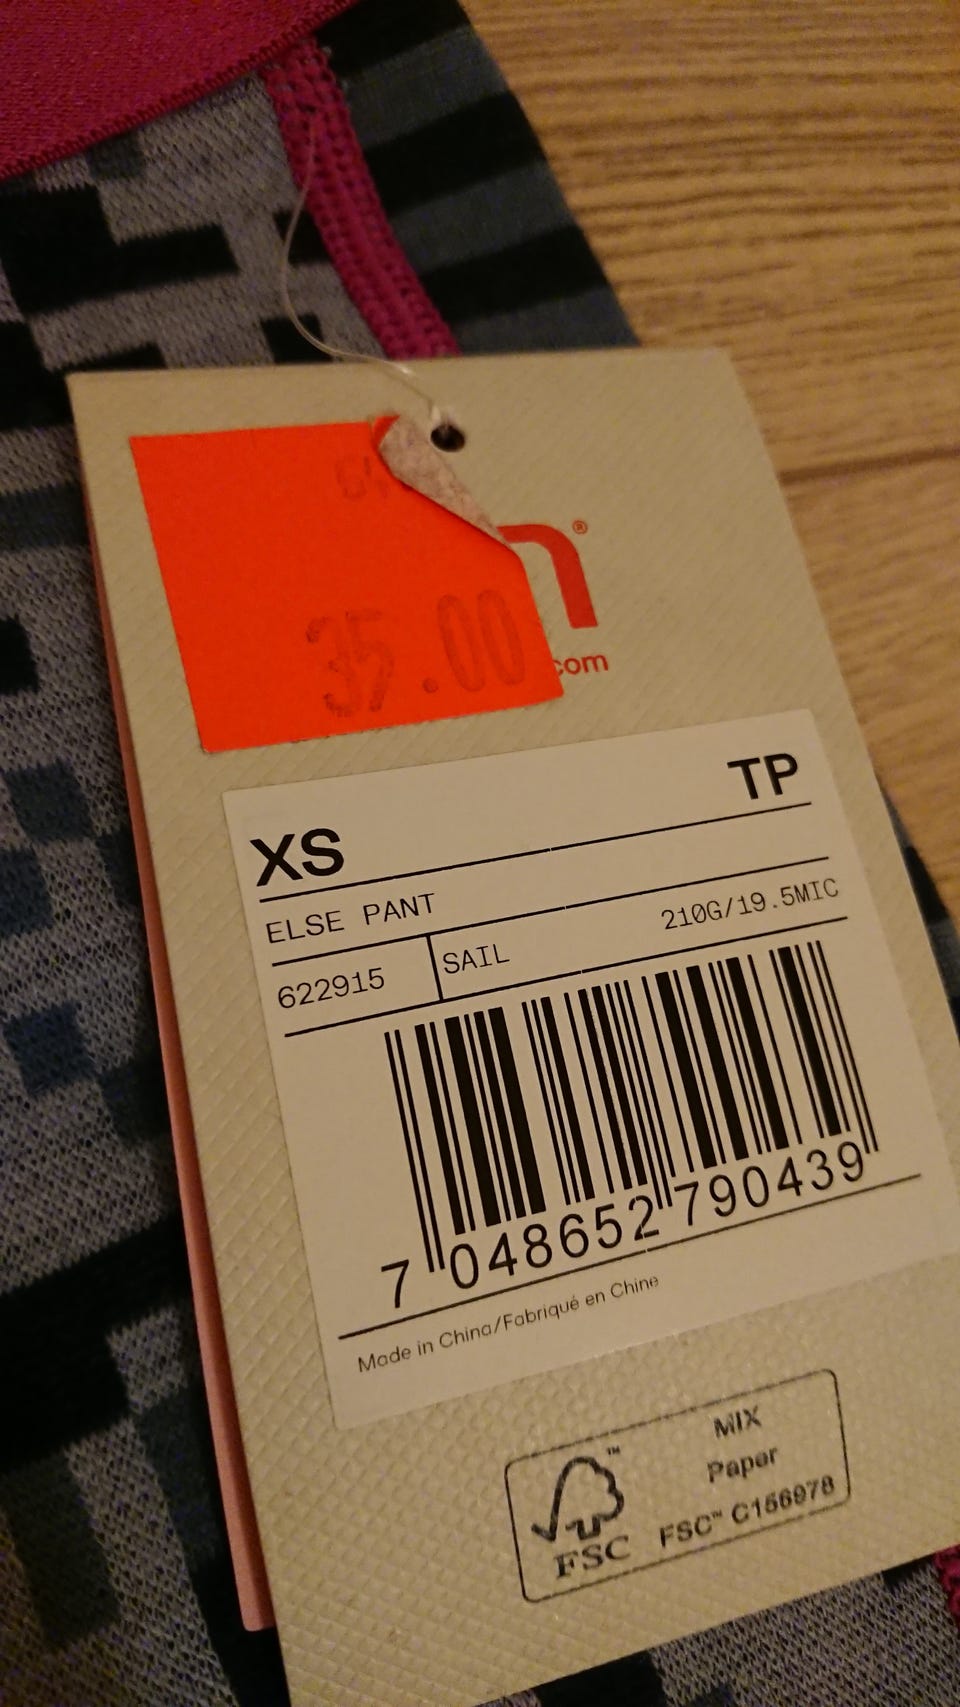 35.00
n®
.com
XS TP
ELSE PANT
622915 SAIL 210G/19.5MIC
7 048652 790439
Made in China/Fabriqué en Chine
MIX
Paper
FSC™ C156978
™
FSC